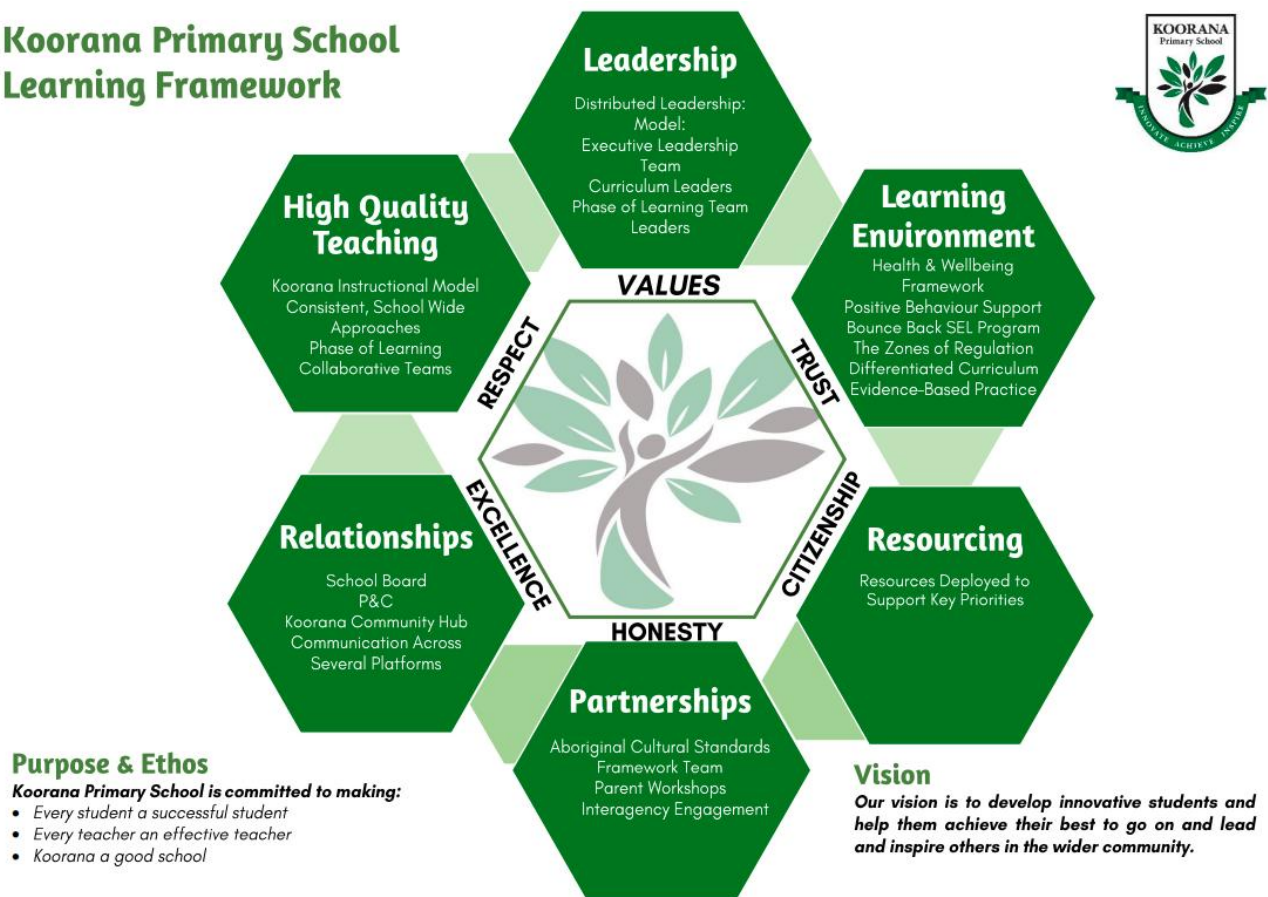 Koorana Primary School
Learning Framework
KOORANA
Primary School
INNOVATE ACHIEVE INSPIRE
Leadership
Distributed Leadership:
Model:
Executive Leadership
Team
Curriculum Leaders
Phase of Learning Team
Leaders
High Quality
Teaching
Koorana Instructional Model
Consistent, School Wide
Approaches
Phase of Learning
Collaborative Teams
Learning
Environment
Health & Wellbeing
Framework
Positive Behaviour Support
Bounce Back SEL Program
The Zones of Regulation
Differentiated Curriculum
Evidence-Based Practice
VALUES
RESPECT
TRUST
EXCELLENCE
CITIZENSHIP
HONESTY
Relationships
School Board
P&C
Koorana Community Hub
Communication Across
Several Platforms
Resourcing
Resources Deployed to
Support Key Priorities
Partnerships
Aboriginal Cultural Standards
Framework Team
Parent Workshops
Interagency Engagement
Purpose & Ethos
Koorana Primary School is committed to making:
• Every student a successful student
• Every teacher an effective teacher
• Koorana a good school
Vision
Our vision is to develop innovative students and
help them achieve their best to go on and lead
and inspire others in the wider community.